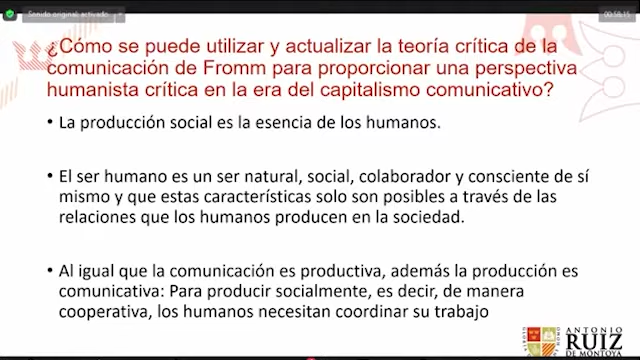 Sonido original: activado
00:58:15
¿Cómo se puede utilizar y actualizar la teoría crítica de la
comunicación de Fromm para proporcionar una perspectiva
humanista crítica en la era del capitalismo comunicativo?
• La producción social es la esencia de los humanos.
• El ser humano es un ser natural, social, colaborador y consciente de sí
mismo y que estas características solo son posibles a través de las
relaciones que los humanos producen en la sociedad.
• Al igual que la comunicación es productiva, además la producción es
comunicativa: Para producir socialmente, es decir, de manera
cooperativa, los humanos necesitan coordinar su trabajo
ANTONIO
RUIZ
DE MONTOYA